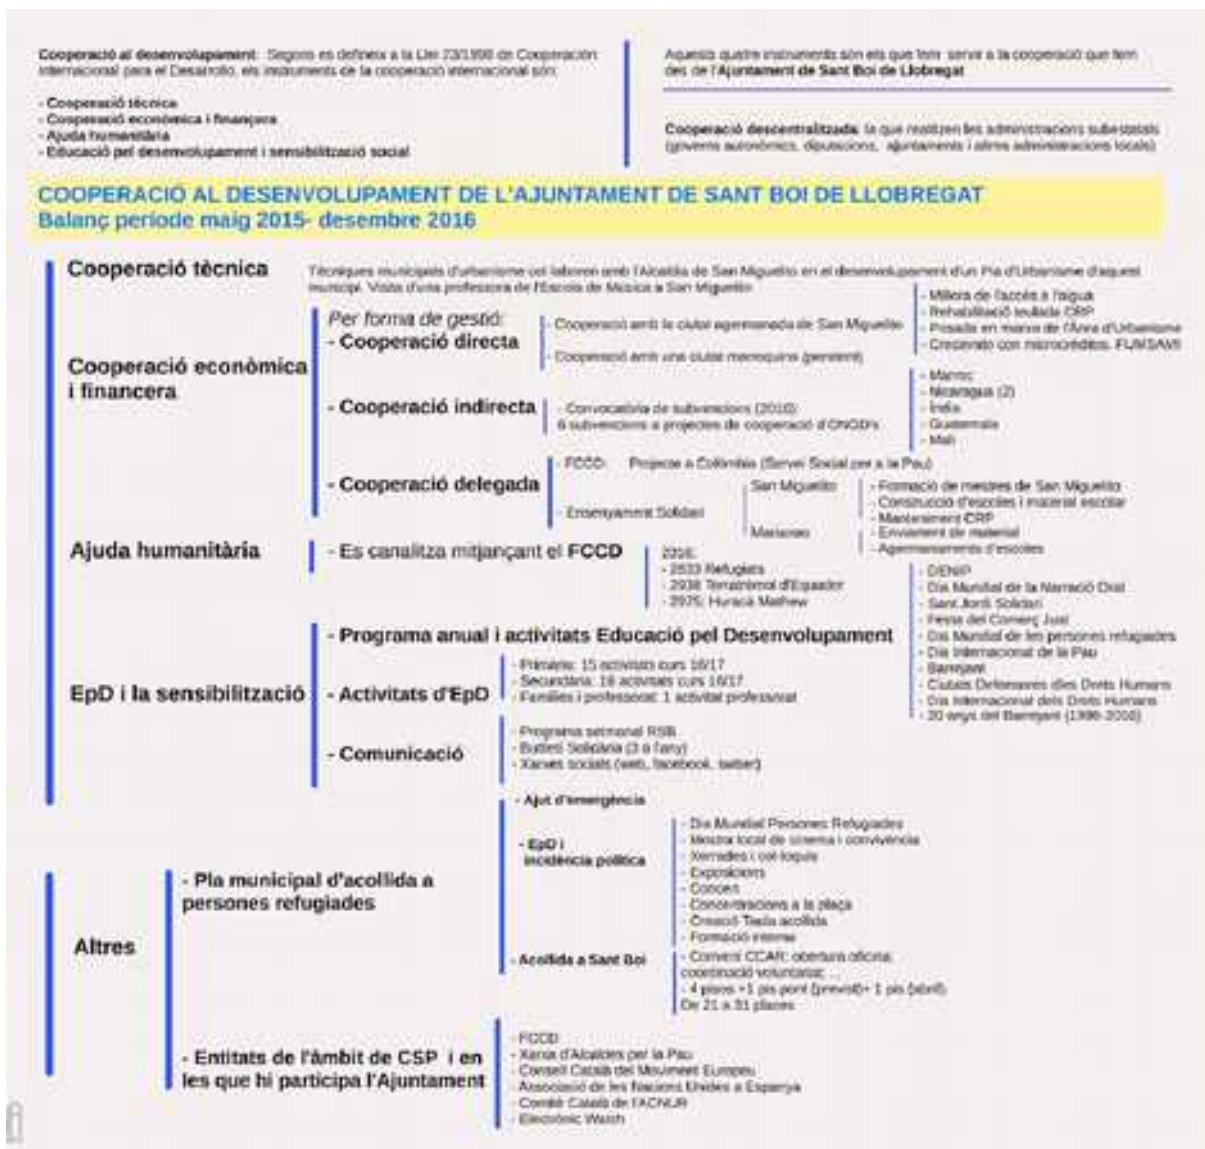 Cooperació al desenvolupament: Segons es defineix a la Llei 23/1998 de Cooperación
Internacional para el Desarrollo, els instruments de la cooperació internacional són:
- Cooperació tècnica
- Cooperació econòmica i finançera
- Ajuda humanitària
- Educació pel desenvolupament i sensibilització social
Aquests quatre instruments són els que fem servir a la cooperació que fem
des de l'Ajuntament de Sant Boi de Llobregat
Cooperació descentralitzada: la que realitzen les administracions subestatals
(governs autonòmics, diputacions, ajuntaments i altres administracions locals)
COOPERACIÓ AL DESENVOLUPAMENT DE L'AJUNTAMENT DE SANT BOI DE LLOBREGAT
Balanç període maig 2015- desembre 2016
Cooperació tècnica
Tècniques municipals d'urbanisme col·laboren amb l'Alcaldia de San Miguelito en el desenvolupament d'un Pla d'Urbanisme d'aquest
municipi. Visita d'una professora de l'Escola de Música a San Miguelito
Cooperació econòmica
i financera
Per forma de gestió:
- Cooperació directa
- Cooperació amb la ciutat agermanada de San Miguelito
- Cooperació amb una ciutat marroquina (pendent)
- Millora de l'accés a l'aigua
- Rehabilitació teulada CRP
- Posada en marxa de l'Àrea d'Urbanisme
- Creciendo con microcréditos. FUMSAMI
- Cooperació indirecta
- Convocatòria de subvencions (2016):
6 subvencions a projectes de cooperació d'ONGD's
- Marroc
- Nicaragua (2)
- Índia
- Guatemala
- Mali
- Cooperació delegada
- FCCD: Projecte a Colòmbia (Servei Social per a la Pau)
- Ensenyament Solidari
San Miguelito
- Formació de mestres de San Miguelito
- Construcció d'escoles i material escolar
- Manteniment CRP
- Enviament de material
- Agermanaments d'escoles
Ajuda humanitària
- Es canalitza mitjançant el FCCD
2016:
- 2633 Refugiats
- 2938 Terratrèmol d'Equador
- 2975: Huracà Mathew
EpD i la sensibilització
- Programa anual i activitats Educació pel Desenvolupament
- DENIP
- Dia Mundial de la Narració Oral
- Sant Jordi Solidari
- Festa del Comerç Just
- Dia Mundial de les persones refugiades
- Dia Internacional de la Pau
- Barrejant
- Ciutats Defensores dles Drets Humans
- Dia Internacional dels Drets Humans
- 20 anys del Barrejant (1996-2016)
- Activitats d'EpD
- Primària: 15 activitats curs 16/17
- Secundària: 16 activitats curs 16/17
- Famílies i professorat: 1 activitat professorat
- Comunicació
- Programa setmanal RSB
- Butlletí Solidària (3 a l'any)
- Xarxes socials (web, facebook, twitter)
Altres
- Pla municipal d'acollida a
persones refugiades
- Ajut d'emergència
- EpD i
incidència política
- Dia Mundial Persones Refugiades
- Mostra local de cinema i convivència
- Xerrades i col·loquis
- Exposicions
- Concert
- Concentracions a la plaça
- Creació Taula acollida
- Formació interna
- Acollida a Sant Boi
- Conveni CCAR: obertura oficina;
coordinació voluntariat; ...
- 4 pisos +1 pis pont (previst)+ 1 pis (abril)
De 21 a 31 places
- Entitats de l'àmbit de CSP i en
les que hi participa l'Ajuntament
- FCCD
- Xarxa d'Alcaldes per la Pau
- Consell Català del Moviment Europeu
- Associació de les Nacions Unides a Espanya
- Comitè Català de l'ACNUR
- Electronic Watch